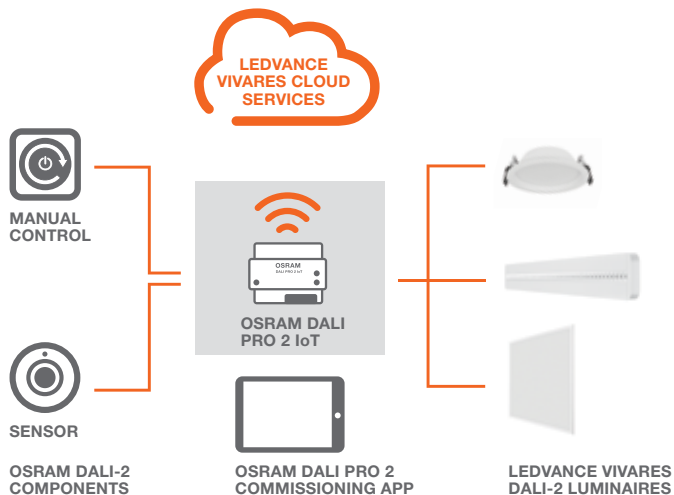 LEDVANCE
VIVARES CLOUD
SERVICES
MANUAL
CONTROL
OSRAM
DALI PRO 2 IoT
OSRAM DALI
PRO 2 IoT
SENSOR
OSRAM DALI-2
COMPONENTS
OSRAM DALI PRO 2
COMMISSIONING APP
LEDVANCE VIVARES
DALI-2 LUMINAIRES